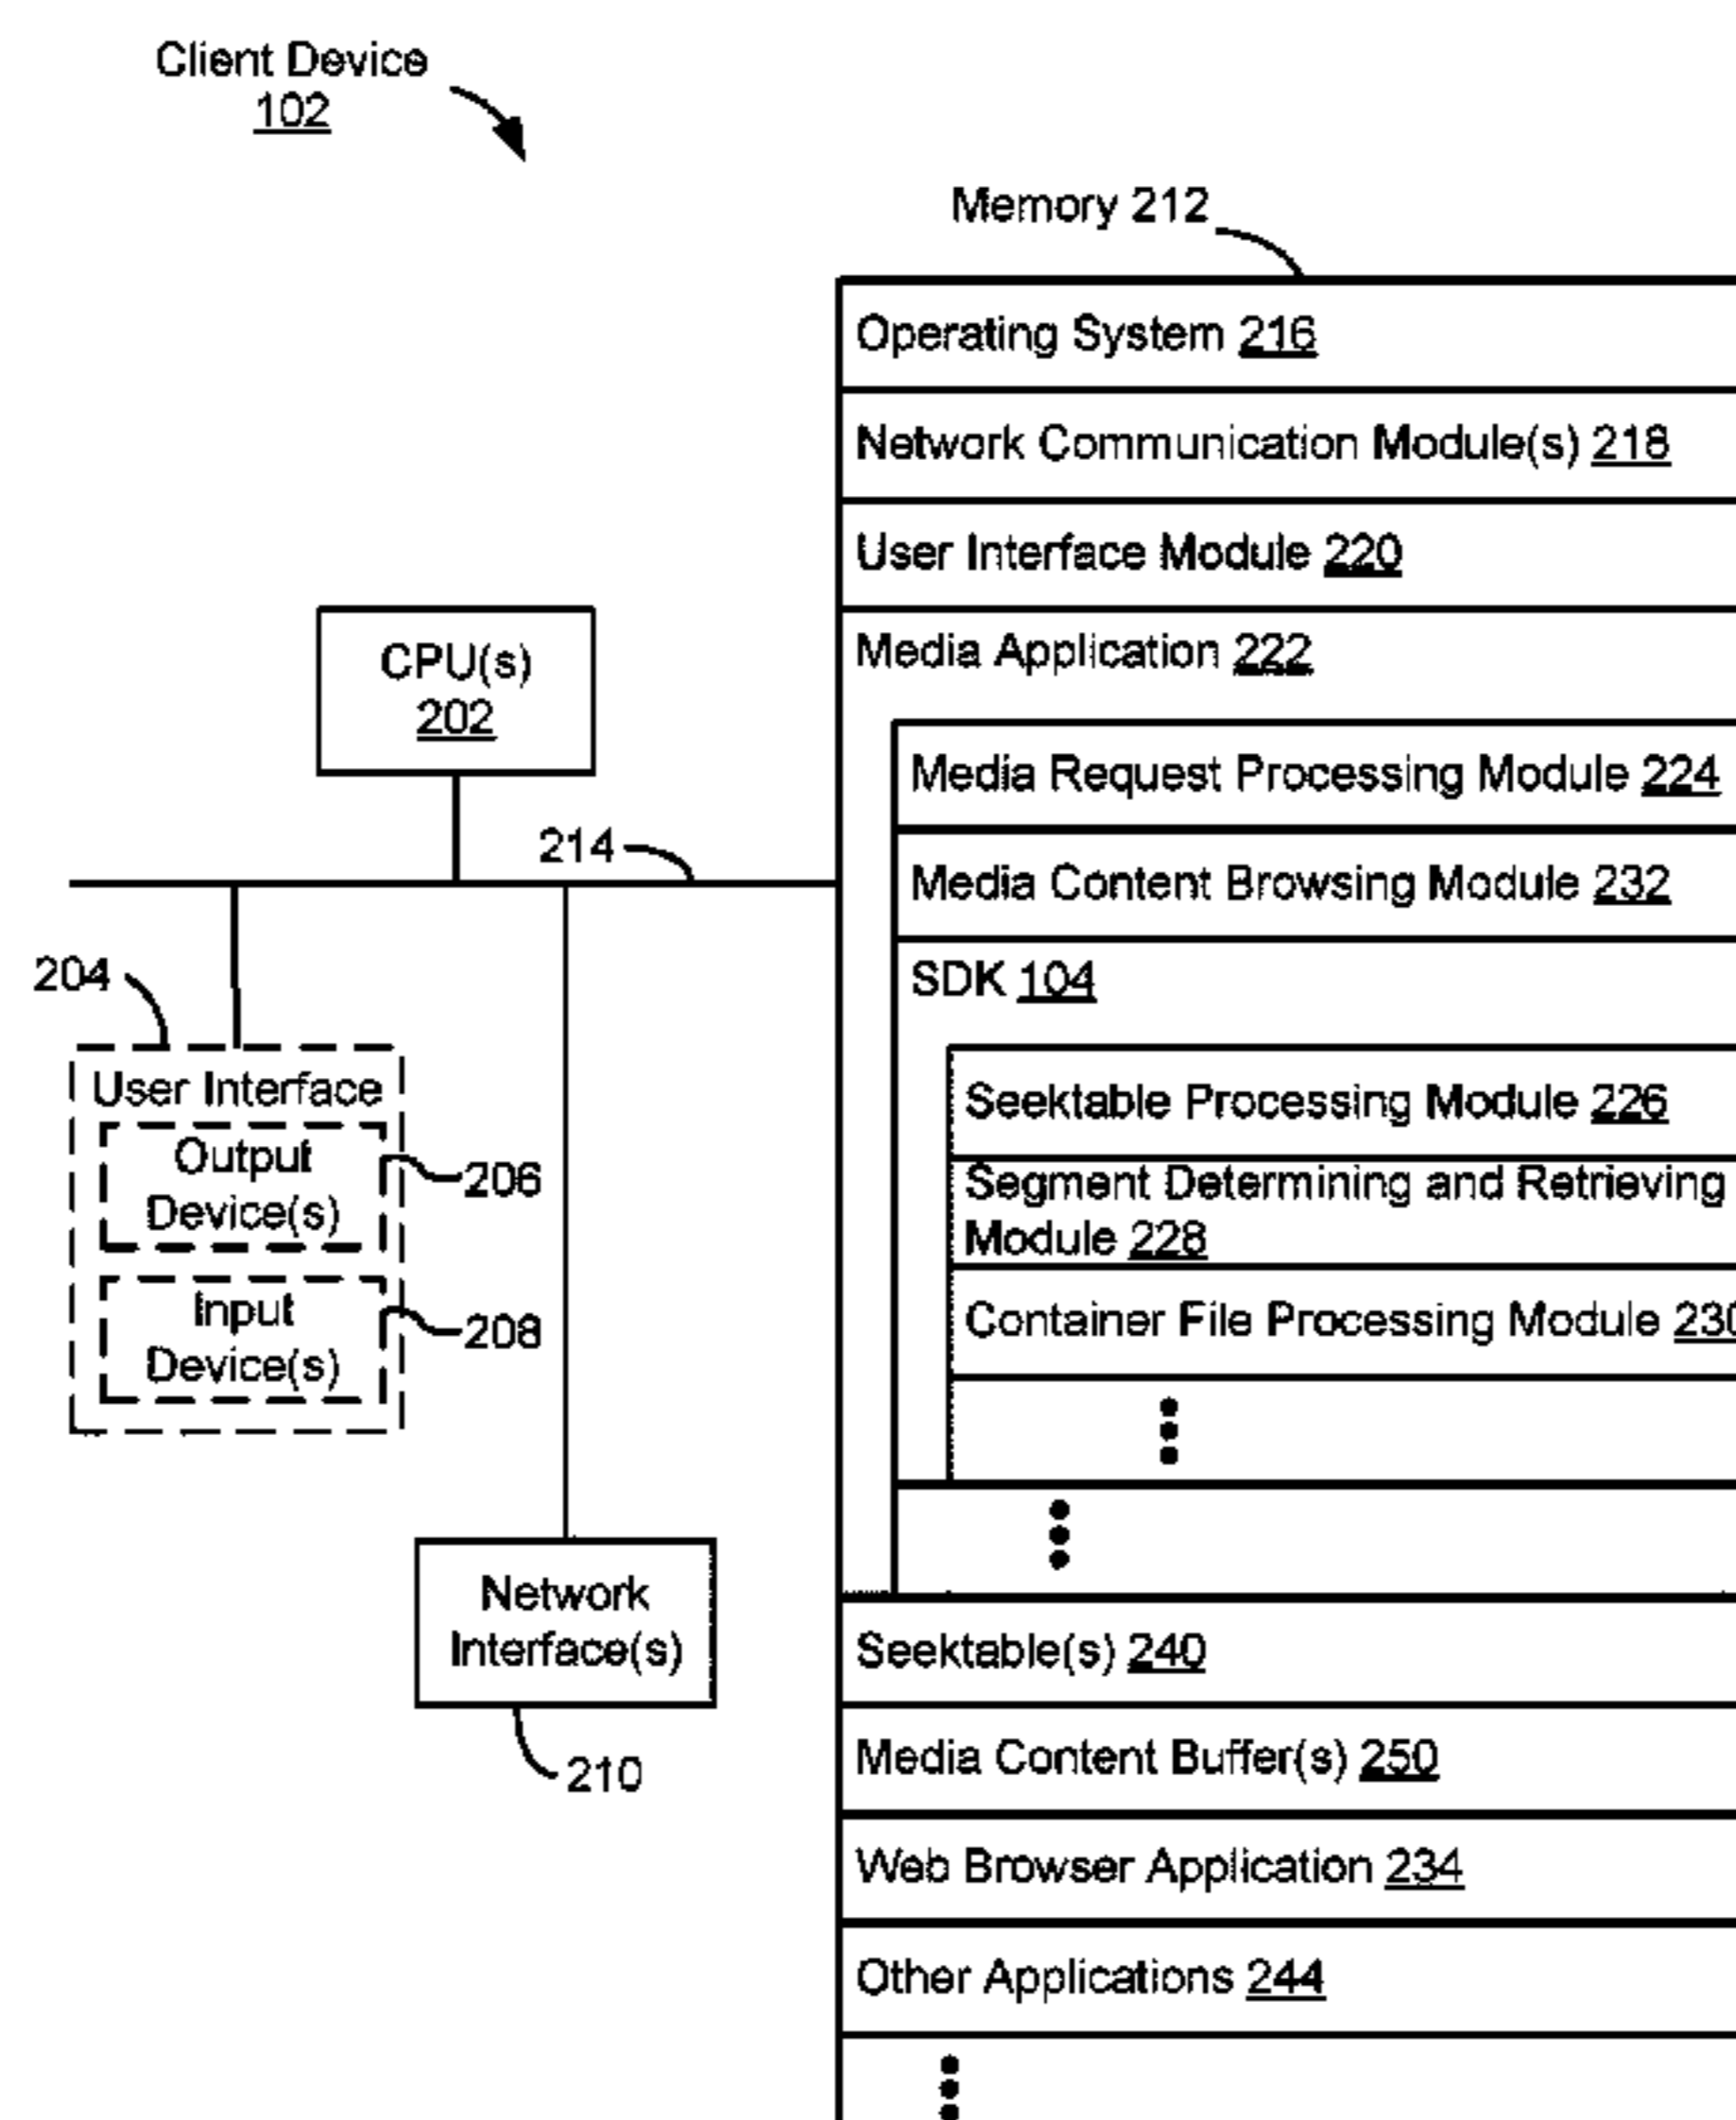 Client Device
102
Memory 212
Operating System 216
Network Communication Module(s) 218
User Interface Module 220
Media Application 222
CPU(s)
202
Media Request Processing Module 224
214
Media Content Browsing Module 232
204
SDK 104
User Interface
Output
Device(s)
206
Input
Device(s)
208
Seektable Processing Module 226
Segment Determining and Retrieving
Module 228
Container File Processing Module 230
Network
Interface(s)
210
Seektable(s) 240
Media Content Buffer(s) 250
Web Browser Application 234
Other Applications 244